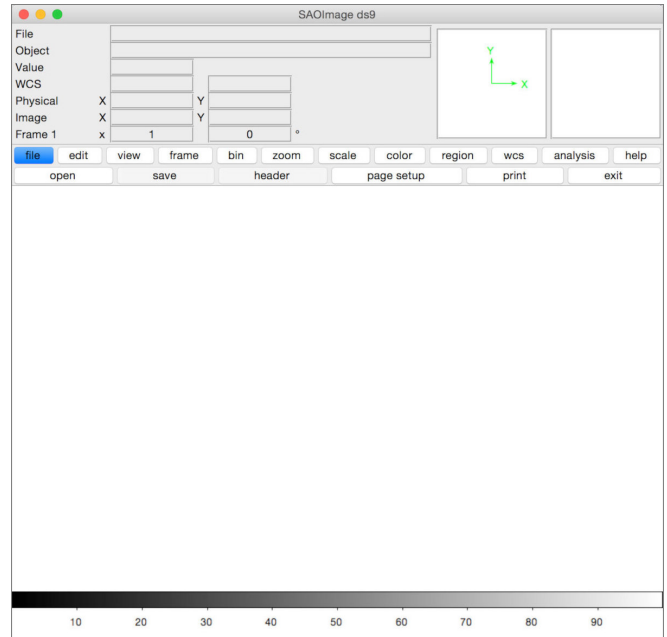 SAOImage ds9
File
Object
Value
WCS
Physical X Y
Image X Y
Frame 1 x 1 0 °
Y
X
file edit view frame bin zoom scale color region wcs analysis help
open save header page setup print exit
10 20 30 40 50 60 70 80 90